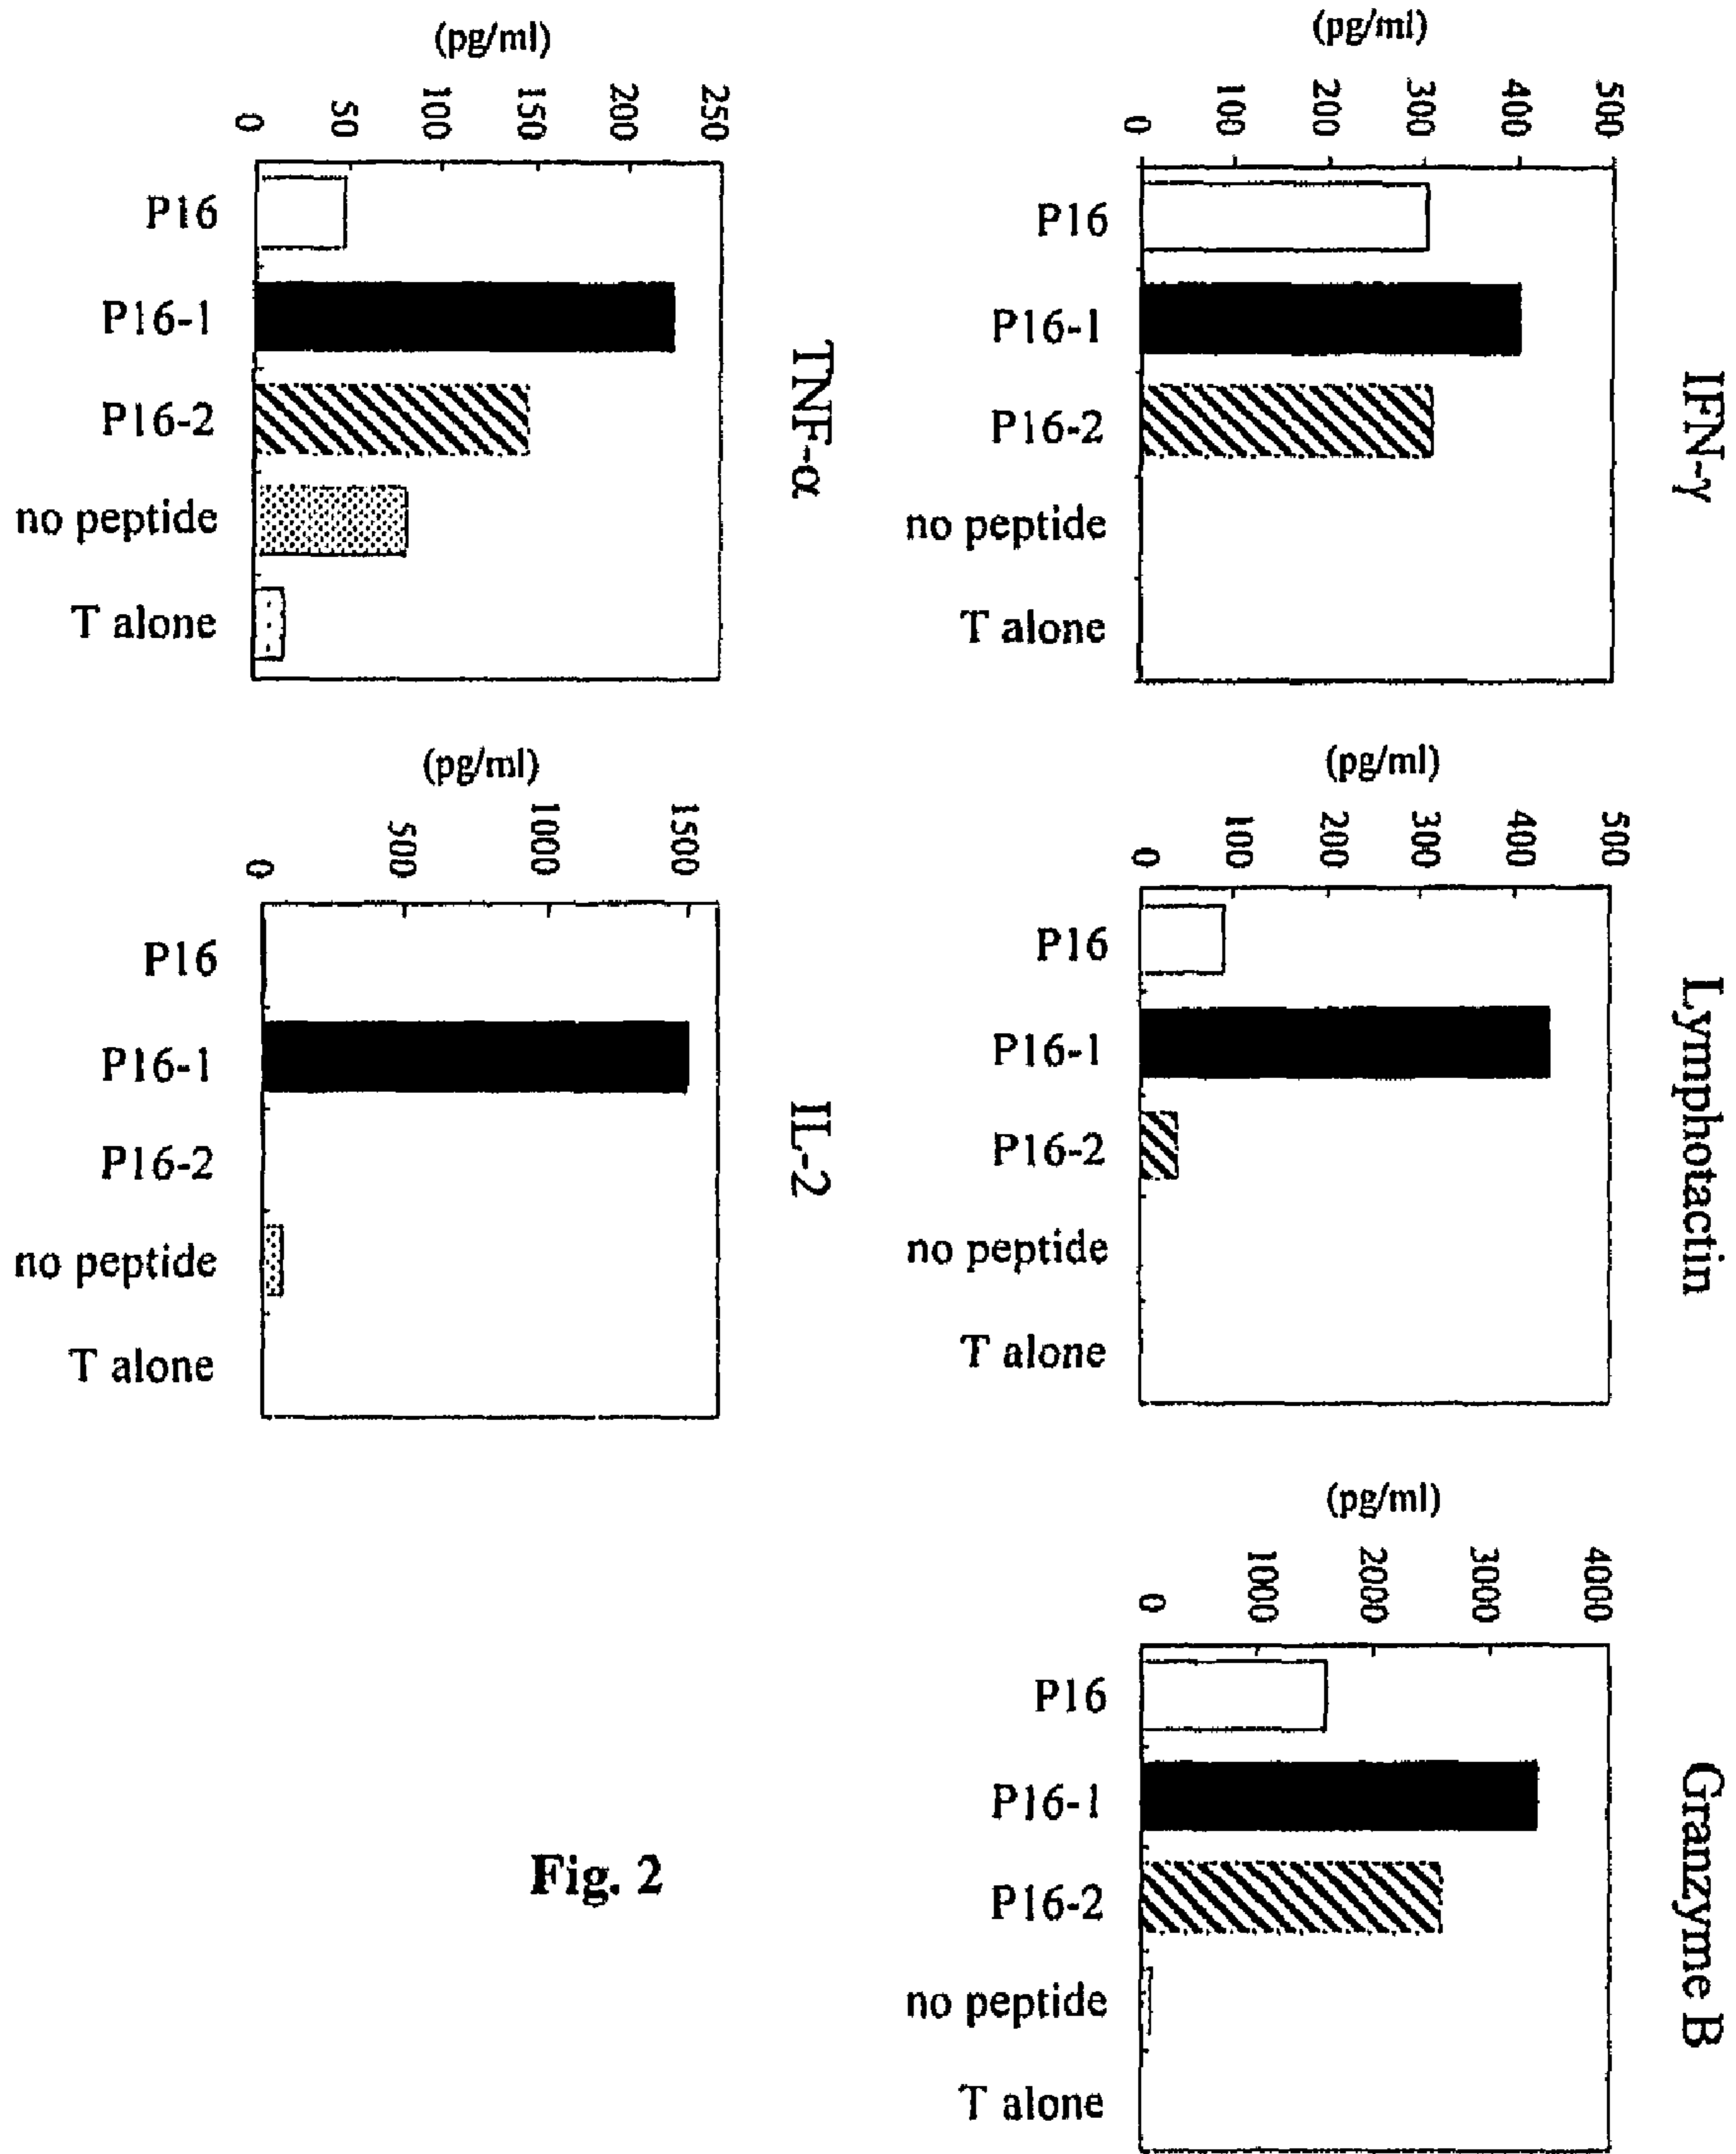 IFN-γ
(pg/ml)
500
400
300
200
100
0
P16
P16-1
P16-2
no peptide
T alone
Lymphotactin
(pg/ml)
500
400
300
200
100
0
P16
P16-1
P16-2
no peptide
T alone
Granzyme B
(pg/ml)
4000
3000
2000
1000
0
P16
P16-1
P16-2
no peptide
T alone
TNF-α
(pg/ml)
250
200
150
100
50
0
P16
P16-1
P16-2
no peptide
T alone
IL-2
(pg/ml)
1500
1000
500
0
P16
P16-1
P16-2
no peptide
T alone
Fig. 2